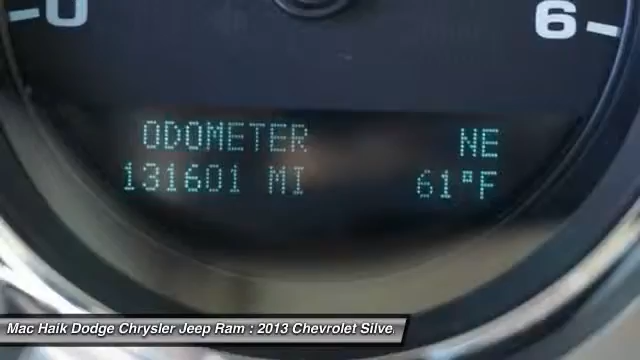 0 6
ODOMETER NE
131601 MI 61°F
Mac Haik Dodge Chrysler Jeep Ram : 2013 Chevrolet Silve